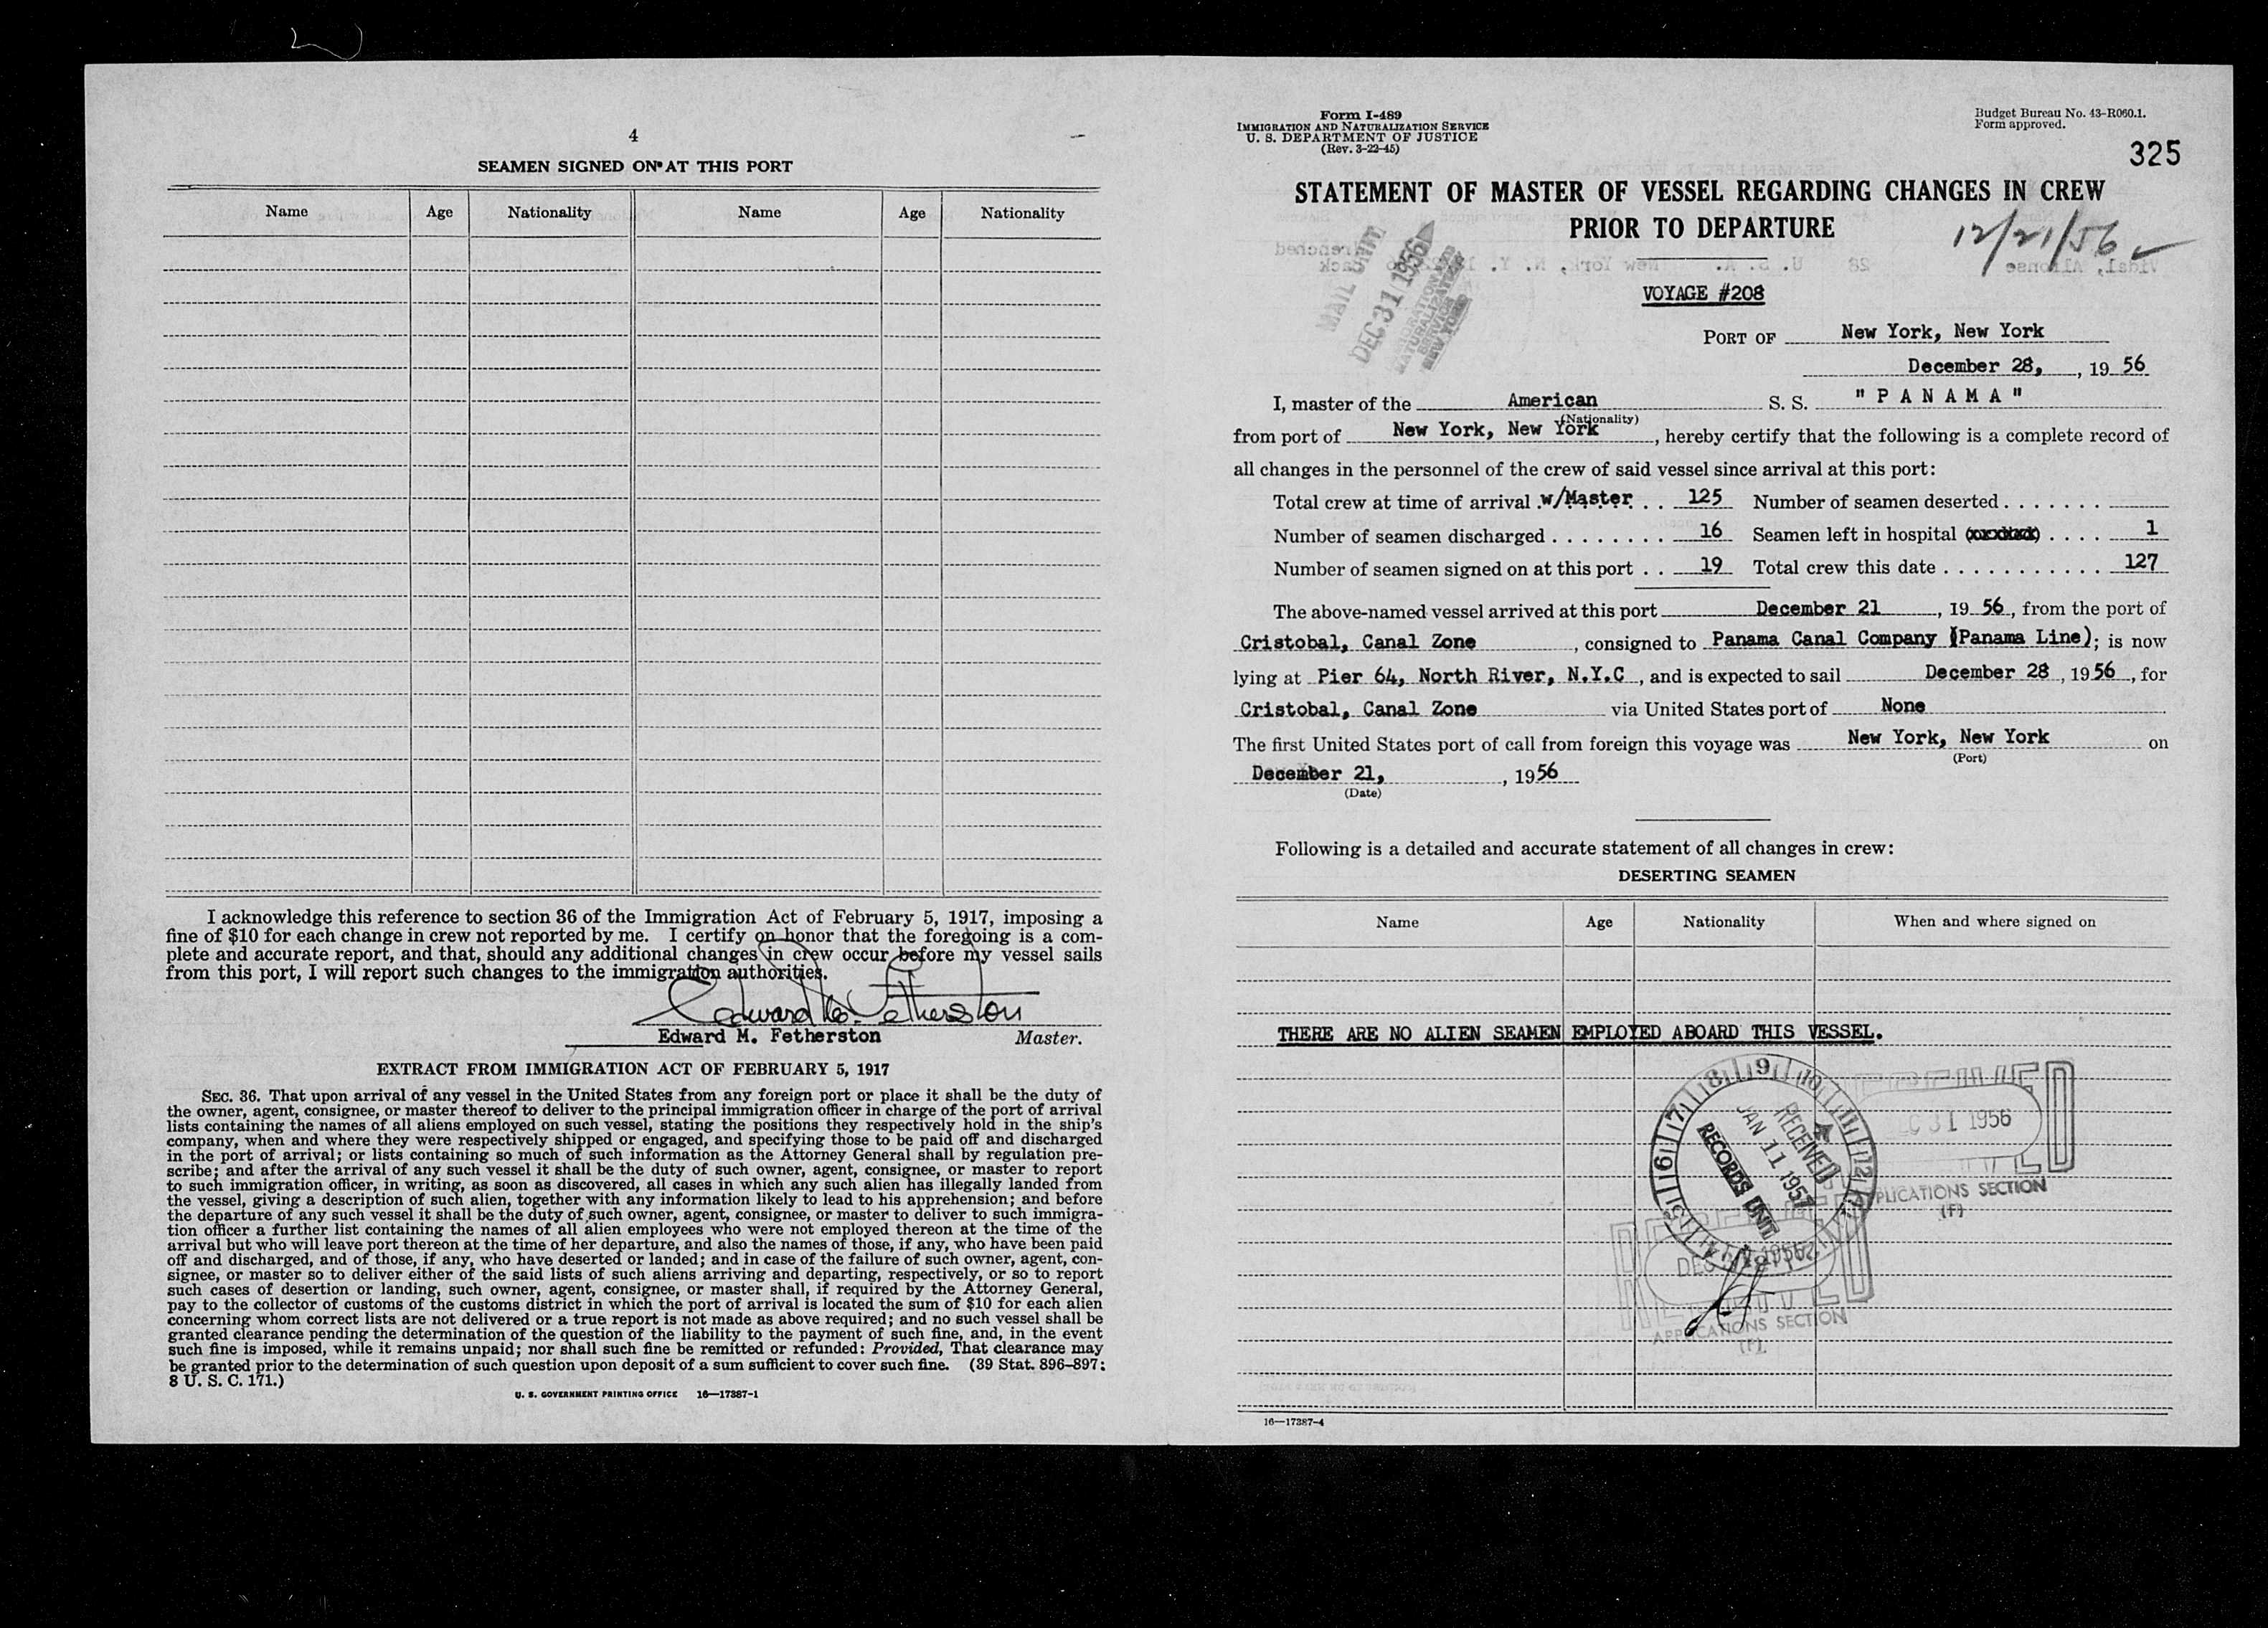 4
SEAMEN SIGNED ON AT THIS PORT
Name Age Nationality Name Age Nationality
I acknowledge this reference to section 36 of the Immigration Act of February 5, 1917, imposing a
fine of $10 for each change in crew not reported by me. I certify on honor that the foregoing is a com-
plete and accurate report, and that, should any additional changes in crew occur before my vessel sails
from this port, I will report such changes to the immigration authorities.
Edward M. Fetherston
Edward M. Fetherston Master.
EXTRACT FROM IMMIGRATION ACT OF FEBRUARY 5, 1917
SEC. 36. That upon arrival of any vessel in the United States from any foreign port or place it shall be the duty of
the owner, agent, consignee, or master thereof to deliver to the principal immigration officer in charge of the port of arrival
lists containing the names of all aliens employed on such vessel, stating the positions they respectively hold in the ship's
company, when and where they were respectively shipped or engaged, and specifying those to be paid off and discharged
in the port of arrival; or lists containing so much of such information as the Attorney General shall by regulation pre-
scribe; and after the arrival of any such vessel it shall be the duty of such owner, agent, consignee, or master to report
to such immigration officer, in writing, as soon as discovered, all cases in which any such alien has illegally landed from
the vessel, giving a description of such alien, together with any information likely to lead to his apprehension; and before
the departure of any such vessel it shall be the duty of such owner, agent, consignee, or master to deliver to such immigra-
tion officer a further list containing the names of all alien employees who were not employed thereon at the time of the
arrival but who will leave port thereon at the time of her departure, and also the names of those, if any, who have been paid
off and discharged, and of those, if any, who have deserted or landed; and in case of the failure of such owner, agent, con-
signee, or master so to deliver either of the said lists of such aliens arriving and departing, respectively, or so to report
such cases of desertion or landing, such owner, agent, consignee, or master shall, if required by the Attorney General,
pay to the collector of customs of the customs district in which the port of arrival is located the sum of $10 for each alien
concerning whom correct lists are not delivered or a true report is not made as above required; and no such vessel shall be
granted clearance pending the determination of the question of the liability to the payment of such fine, and, in the event
such fine is imposed, while it remains unpaid; nor shall such fine be remitted or refunded: Provided, That clearance may
be granted prior to the determination of such question upon deposit of a sum sufficient to cover such fine. (39 Stat. 896-897;
8 U. S. C. 171.)
U. S. GOVERNMENT PRINTING OFFICE 16—17387-1
Form I-489
IMMIGRATION AND NATURALIZATION SERVICE
U. S. DEPARTMENT OF JUSTICE
(Rev. 3-22-45)
Budget Bureau No. 43-R060.1.
Form approved.
325
STATEMENT OF MASTER OF VESSEL REGARDING CHANGES IN CREW
PRIOR TO DEPARTURE
12/21/56
MAIL UNIT
DEC 31 1956
IMMIGRATION AND
NATURALIZATION
SERVICE
NEW YORK
VOYAGE #208
PORT OF New York, New York
December 28, , 19 56
I, master of the American S. S. " P A N A M A "
(Nationality)
from port of New York, New York , hereby certify that the following is a complete record of
all changes in the personnel of the crew of said vessel since arrival at this port:
Total crew at time of arrival w/Master 125 Number of seamen deserted
Number of seamen discharged 16 Seamen left in hospital 1
Number of seamen signed on at this port 19 Total crew this date 127
The above-named vessel arrived at this port December 21 , 19 56 , from the port of
Cristobal, Canal Zone , consigned to Panama Canal Company (Panama Line); is now
lying at Pier 64, North River, N.Y.C , and is expected to sail December 28 , 19 56 , for
Cristobal, Canal Zone via United States port of None
The first United States port of call from foreign this voyage was New York, New York on
(Port)
December 21, , 1956
(Date)
Following is a detailed and accurate statement of all changes in crew:
DESERTING SEAMEN
Name Age Nationality When and where signed on
THERE ARE NO ALIEN SEAMEN EMPLOYED ABOARD THIS VESSEL.
RECEIVED
JAN 11 1957
RECORDS UNIT
31 1956
APPLICATIONS SECTION
(F)
APPLICATIONS SECTION
(F)
16—17387-4